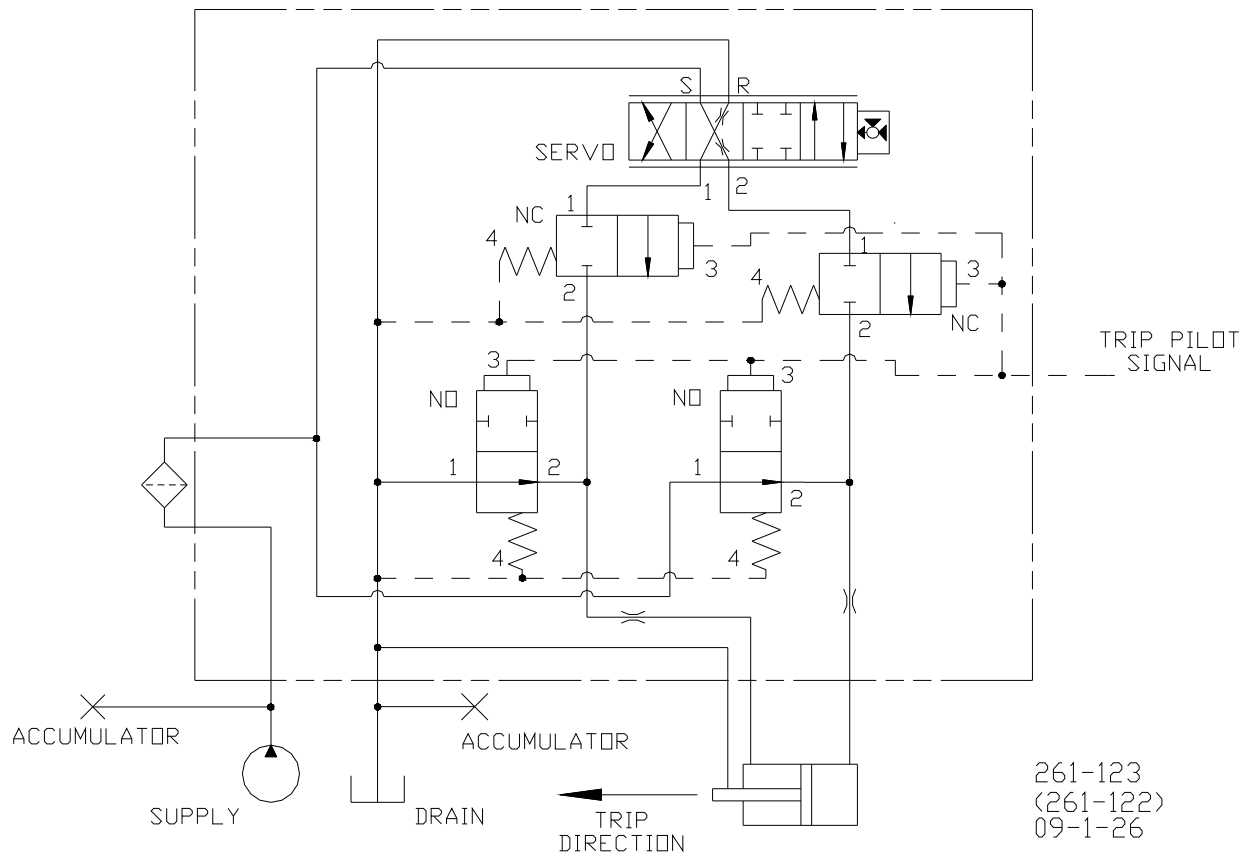 S R
SERVO
1 2
NC 1
4 3
2
1
4 3
2 NC
TRIP PILOT
SIGNAL
3 3
NO NO
1 2 1
2
4 4
ACCUMULATOR
ACCUMULATOR
SUPPLY
DRAIN
TRIP
DIRECTION
261-123
(261-122)
09-1-26